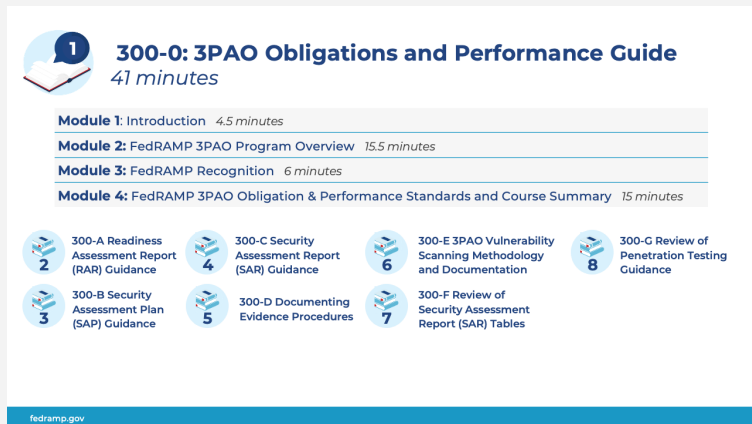 1
300-0: 3PAO Obligations and Performance Guide
41 minutes
Module 1: Introduction 4.5 minutes
Module 2: FedRAMP 3PAO Program Overview 15.5 minutes
Module 3: FedRAMP Recognition 6 minutes
Module 4: FedRAMP 3PAO Obligation & Performance Standards and Course Summary 15 minutes
2
300-A Readiness
Assessment Report
(RAR) Guidance
3
300-B Security
Assessment Plan
(SAP) Guidance
4
300-C Security
Assessment Report
(SAR) Guidance
5
300-D Documenting
Evidence Procedures
6
300-E 3PAO Vulnerability
Scanning Methodology
and Documentation
7
300-F Review of
Security Assessment
Report (SAR) Tables
8
300-G Review of
Penetration Testing
Guidance
fedramp.gov